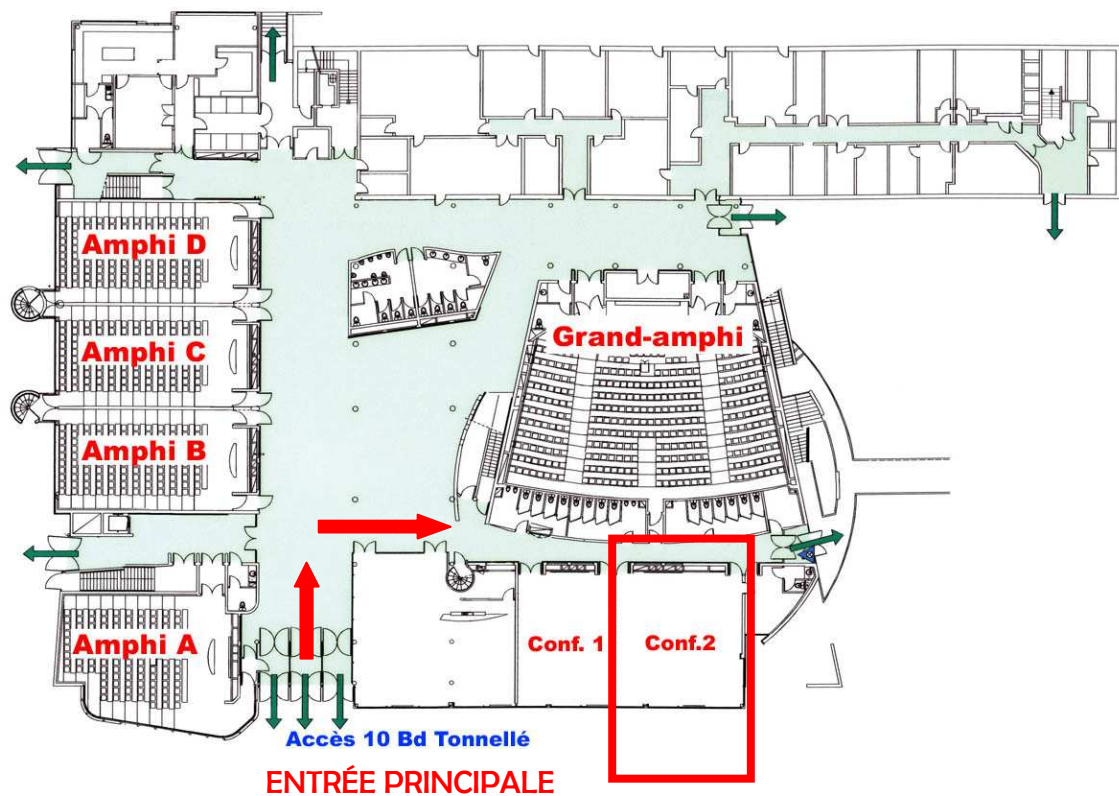 Amphi D
Grand-amphi
Amphi C
Amphi B
Amphi A
Conf. 1
Conf.2
Accès 10 Bd Tonnellé
ENTRÉE PRINCIPALE